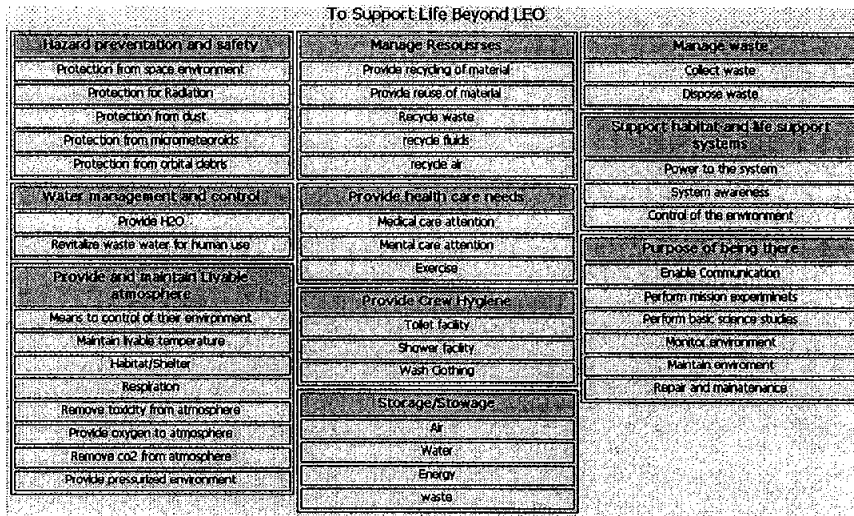 To Support Life Beyond LEO
Hazard preventation and safety
Protection from space environment
Protection for Radiation
Protection from dust
Protection from micrometeoroids
Protection from orbital debris
Water management and control
Provide H2O
Revitalize waste water for human use
Provide and maintain Livable
atmosphere
Means to control of their environment
Maintain livable temperature
Habitat/Shelter
Respiration
Remove toxicity from atmosphere
Provide oxygen to atmosphere
Remove co2 from atmosphere
Provide pressurized environment
Manage Resousrses
Provide recycling of material
Provide reuse of material
Recycle waste
recycle fluids
recycle air
Provide health care needs
Medical care attention
Mental care attention
Exercise
Provide Crew Hygiene
Toilet facility
Shower facility
Wash Clothing
Storage/Stowage
Air
Water
Energy
waste
Manage waste
Collect waste
Dispose waste
Support habitat and life support
systems
Power to the system
System awareness
Control of the environment
Purpose of being there
Enable Communication
Perform mission experiminets
Perform basic science studies
Monitor environment
Maintain enviroment
Repair and mainatenance